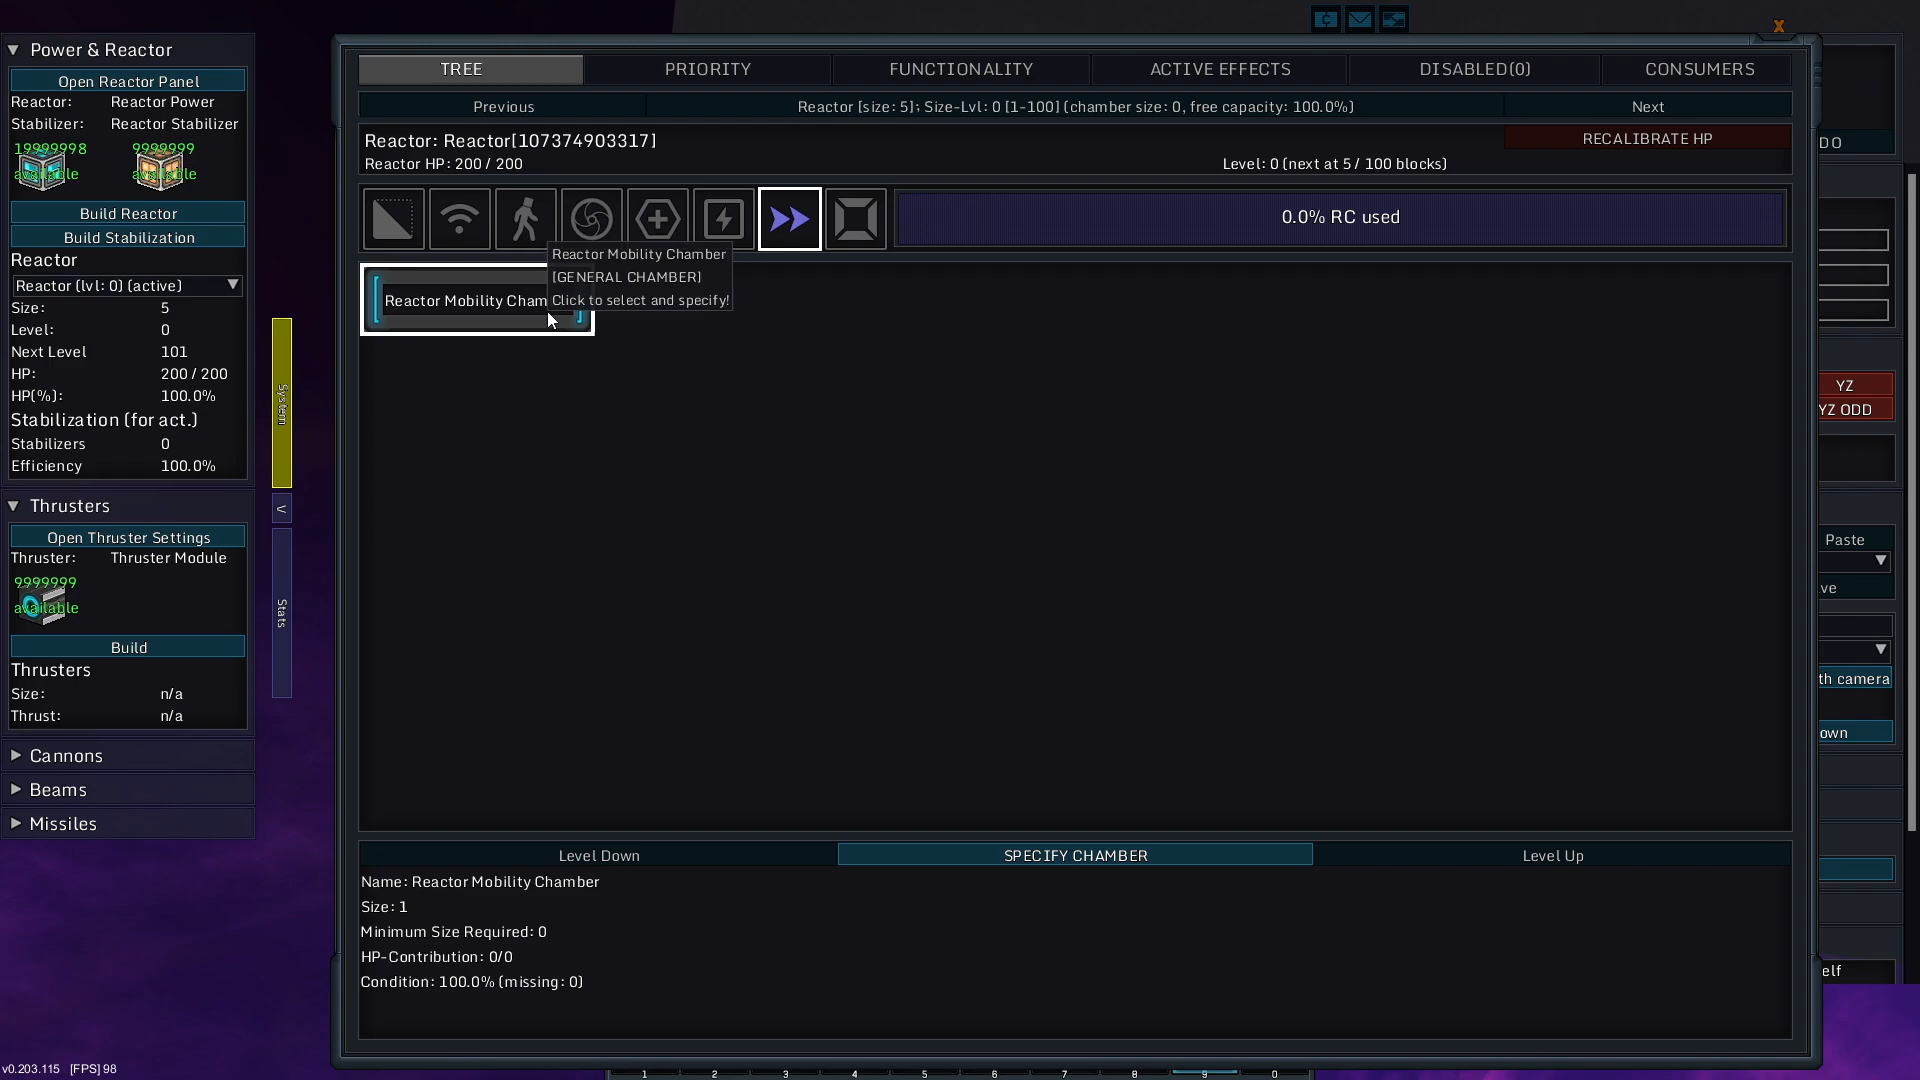 Power & Reactor
Open Reactor Panel
Reactor: Reactor Power
Stabilizer: Reactor Stabilizer
19999998 available
9999999 available
Build Reactor
Build Stabilization
Reactor
Reactor (lvl: 0) (active)
Size: 5
Level: 0
Next Level 101
HP: 200 / 200
HP(%): 100.0%
Stabilization (for act.)
Stabilizers 0
Efficiency 100.0%
Thrusters
Open Thruster Settings
Thruster: Thruster Module
9999999 available
Build
Thrusters
Size: n/a
Thrust: n/a
Cannons
Beams
Missiles
v0.203.115 [FPS] 98
System
V
Stats
X
TREE PRIORITY FUNCTIONALITY ACTIVE EFFECTS DISABLED(0) CONSUMERS
Previous Reactor [size: 5]; Size-Lvl: 0 [1-100] (chamber size: 0, free capacity: 100.0%) Next
Reactor: Reactor[107374903317] RECALIBRATE HP
Reactor HP: 200 / 200 Level: 0 (next at 5 / 100 blocks)
0.0% RC used
Reactor Mobility Cham
Reactor Mobility Chamber
[GENERAL CHAMBER]
Click to select and specify!
Level Down SPECIFY CHAMBER Level Up
Name: Reactor Mobility Chamber
Size: 1
Minimum Size Required: 0
HP-Contribution: 0/0
Condition: 100.0% (missing: 0)
DO
YZ
YZ ODD
Paste
ve
th camera
own
elf
1 2 3 4 5 6 7 8 9 0